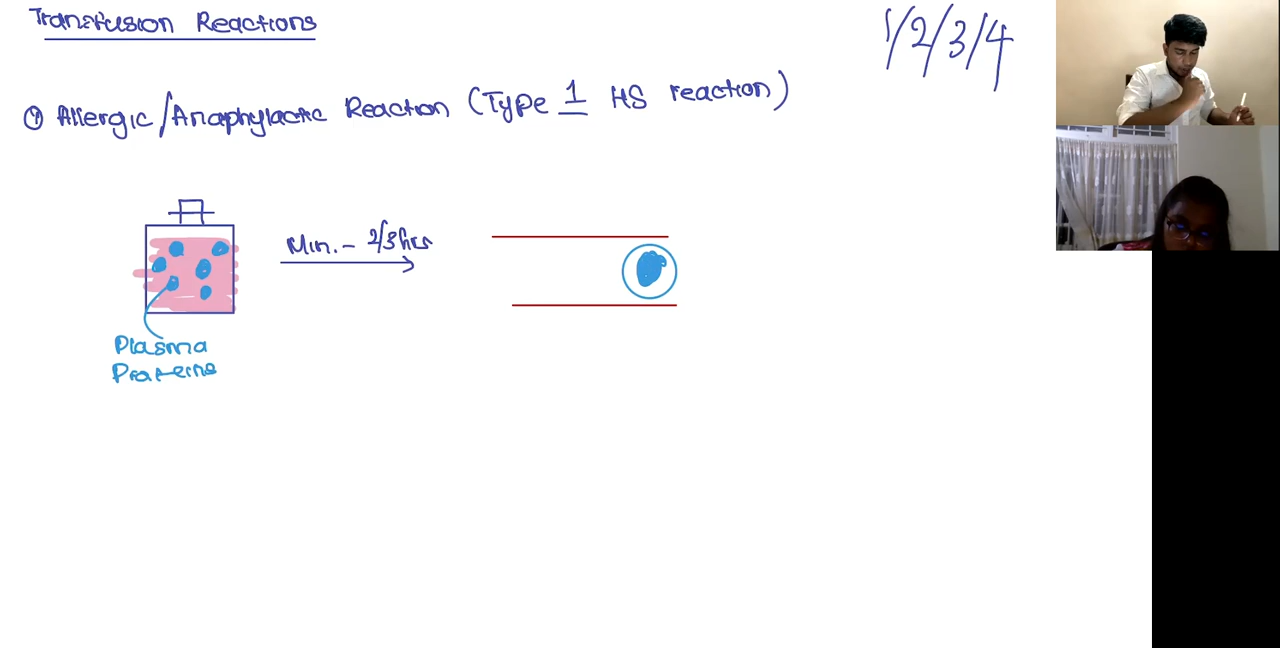 Transfusion Reactions
1/2/3/4
① Allergic/Anaphylactic Reaction (Type 1 HS reaction)
Min. - 2/3hrs
Plasma
Proteins